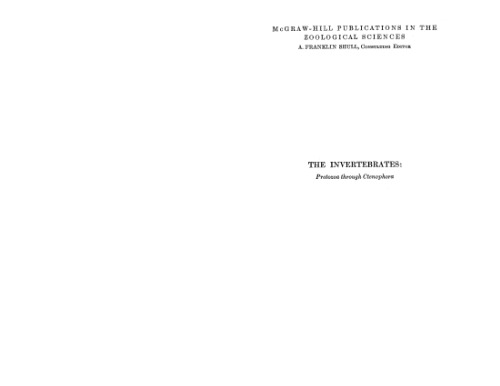 McGRAW-HILL PUBLICATIONS IN THE
ZOOLOGICAL SCIENCES
A. FRANKLIN SHULL, Consulting Editor
THE INVERTEBRATES:
Protozoa through Ctenophora